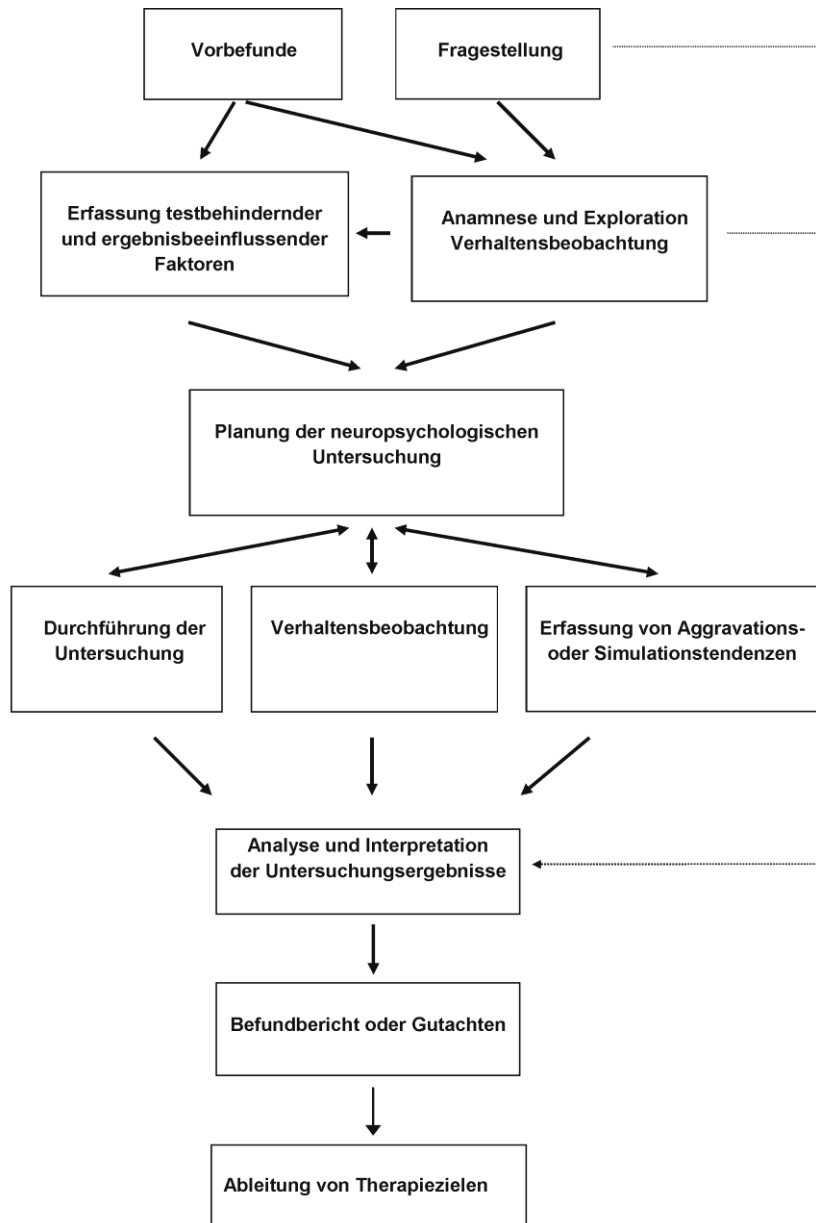 Vorbefunde
Fragestellung
Erfassung testbehindernder
und ergebnisbeeinflussender
Faktoren
Anamnese und Exploration
Verhaltensbeobachtung
Planung der neuropsychologischen
Untersuchung
Durchführung der
Untersuchung
Verhaltensbeobachtung
Erfassung von Aggravations-
oder Simulationstendenzen
Analyse und Interpretation
der Untersuchungsergebnisse
Befundbericht oder Gutachten
Ableitung von Therapiezielen